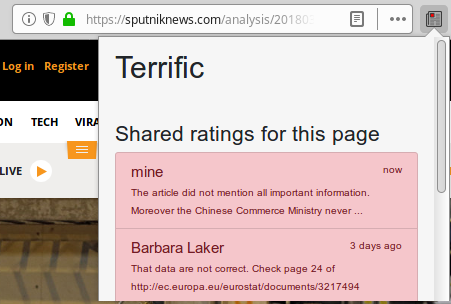 https://sputniknews.com/analysis/20180
Terrific
Log in Register
Shared ratings for this page
ON TECH VIRA
mine now
The article did not mention all important information.
Moreover the Chinese Commerce Ministry never ...
LIVE
Barbara Laker 3 days ago
That data are not correct. Check page 24 of
http://ec.europa.eu/eurostat/documents/3217494